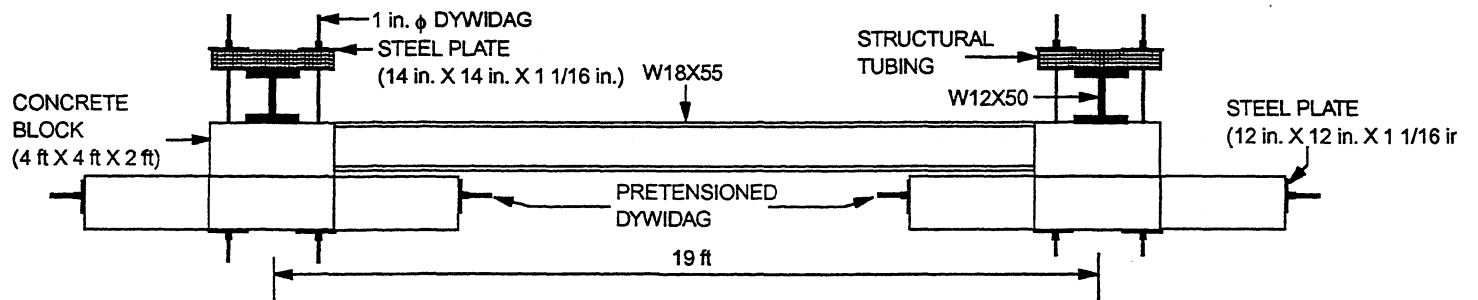 1 in. ϕ DYWIDAG
STEEL PLATE
(14 in. X 14 in. X 1 1/16 in.)
STRUCTURAL
TUBING
W18X55
W12X50
CONCRETE
BLOCK
(4 ft X 4 ft X 2 ft)
STEEL PLATE
(12 in. X 12 in. X 1 1/16 in
PRETENSIONED
DYWIDAG
19 ft